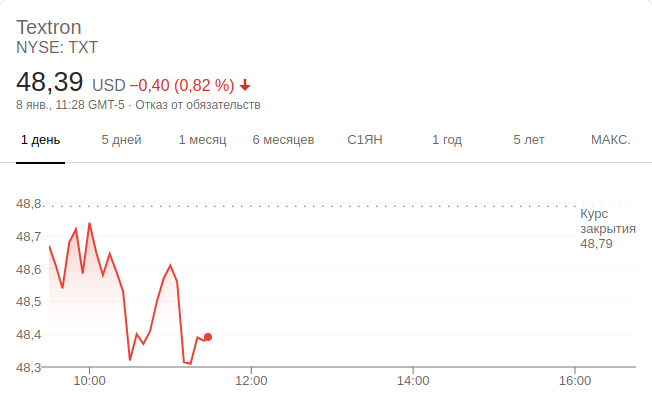 Textron
NYSE: TXT
48,39 USD −0,40 (0,82 %)
8 янв., 11:28 GMT-5 · Отказ от обязательств
1 день 5 дней 1 месяц 6 месяцев С1ЯН 1 год 5 лет МАКС.
48,8
Курс
закрытия
48,79
48,7
48,6
48,5
48,4
48,3
10:00 12:00 14:00 16:00